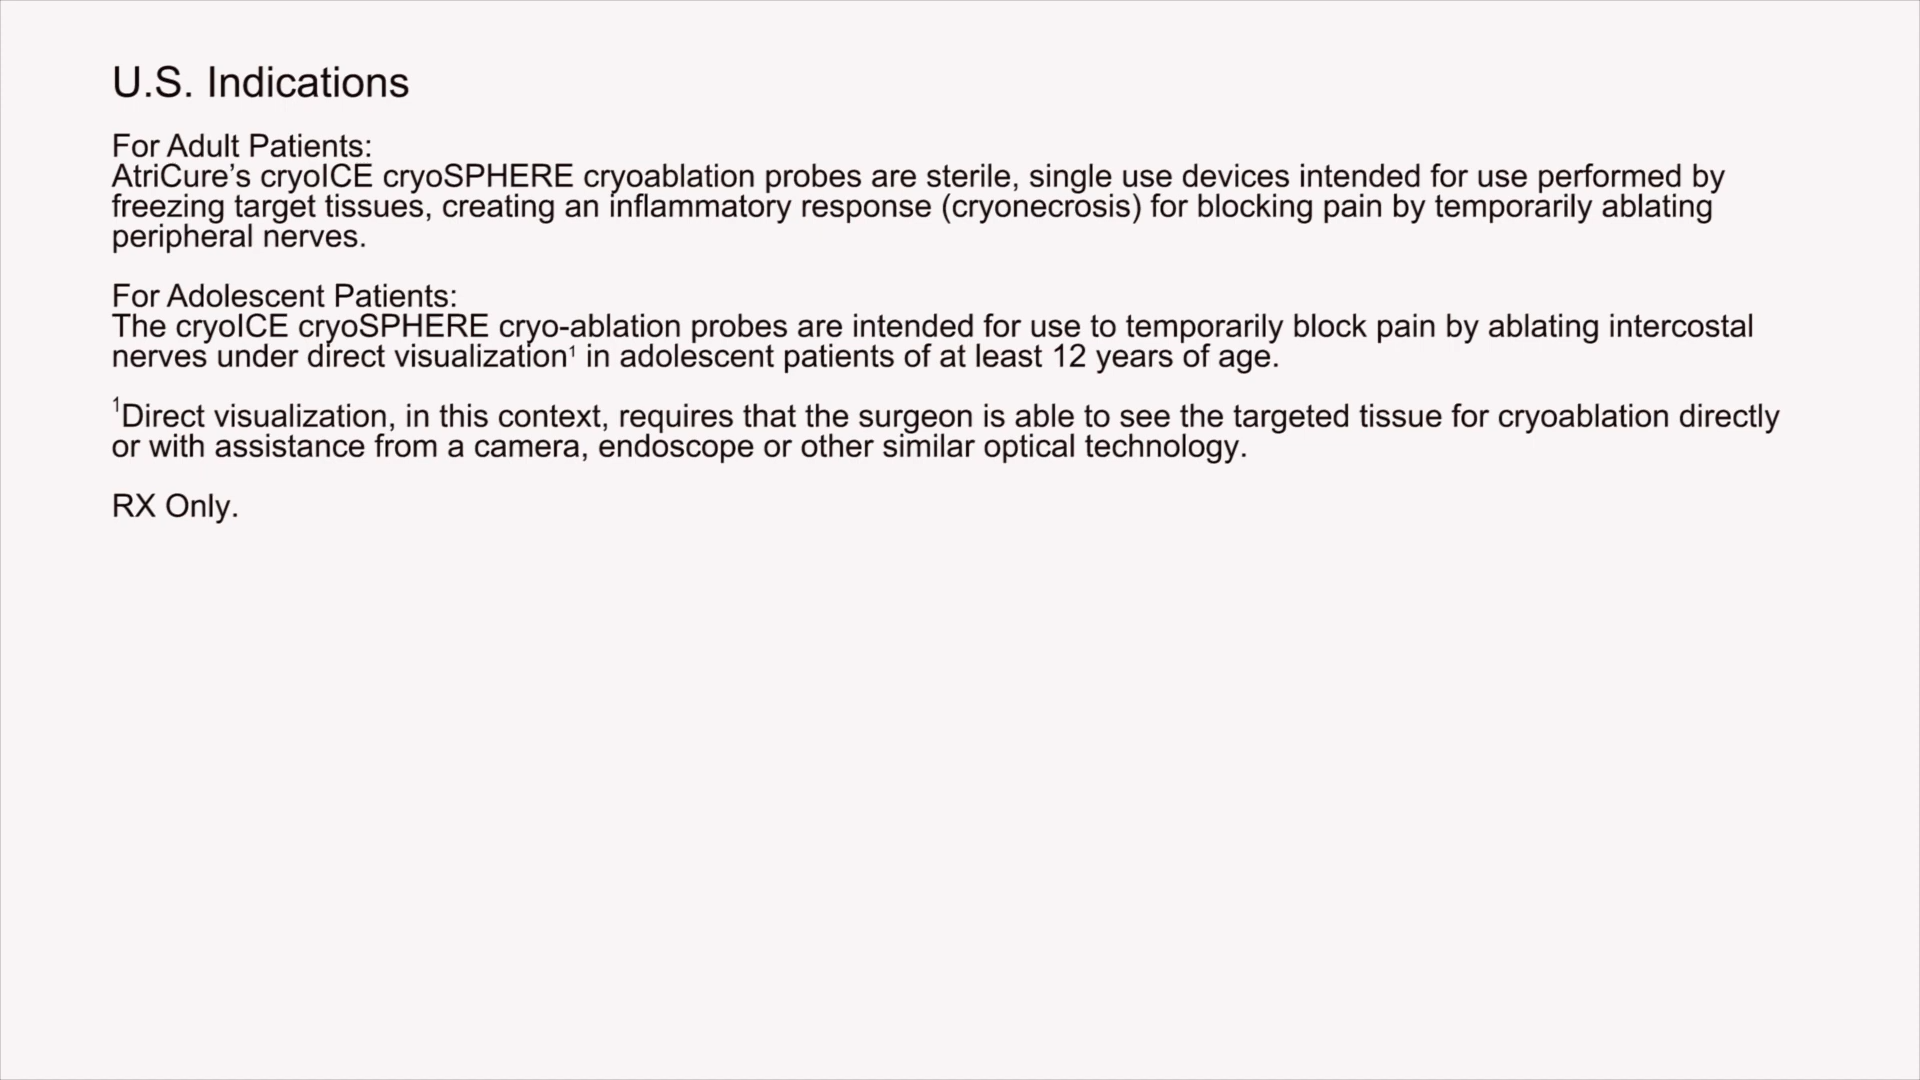 U.S. Indications
For Adult Patients:
AtriCure’s cryoICE cryoSPHERE cryoablation probes are sterile, single use devices intended for use performed by
freezing target tissues, creating an inflammatory response (cryonecrosis) for blocking pain by temporarily ablating
peripheral nerves.
For Adolescent Patients:
The cryoICE cryoSPHERE cryo-ablation probes are intended for use to temporarily block pain by ablating intercostal
nerves under direct visualization¹ in adolescent patients of at least 12 years of age.
¹Direct visualization, in this context, requires that the surgeon is able to see the targeted tissue for cryoablation directly
or with assistance from a camera, endoscope or other similar optical technology.
RX Only.